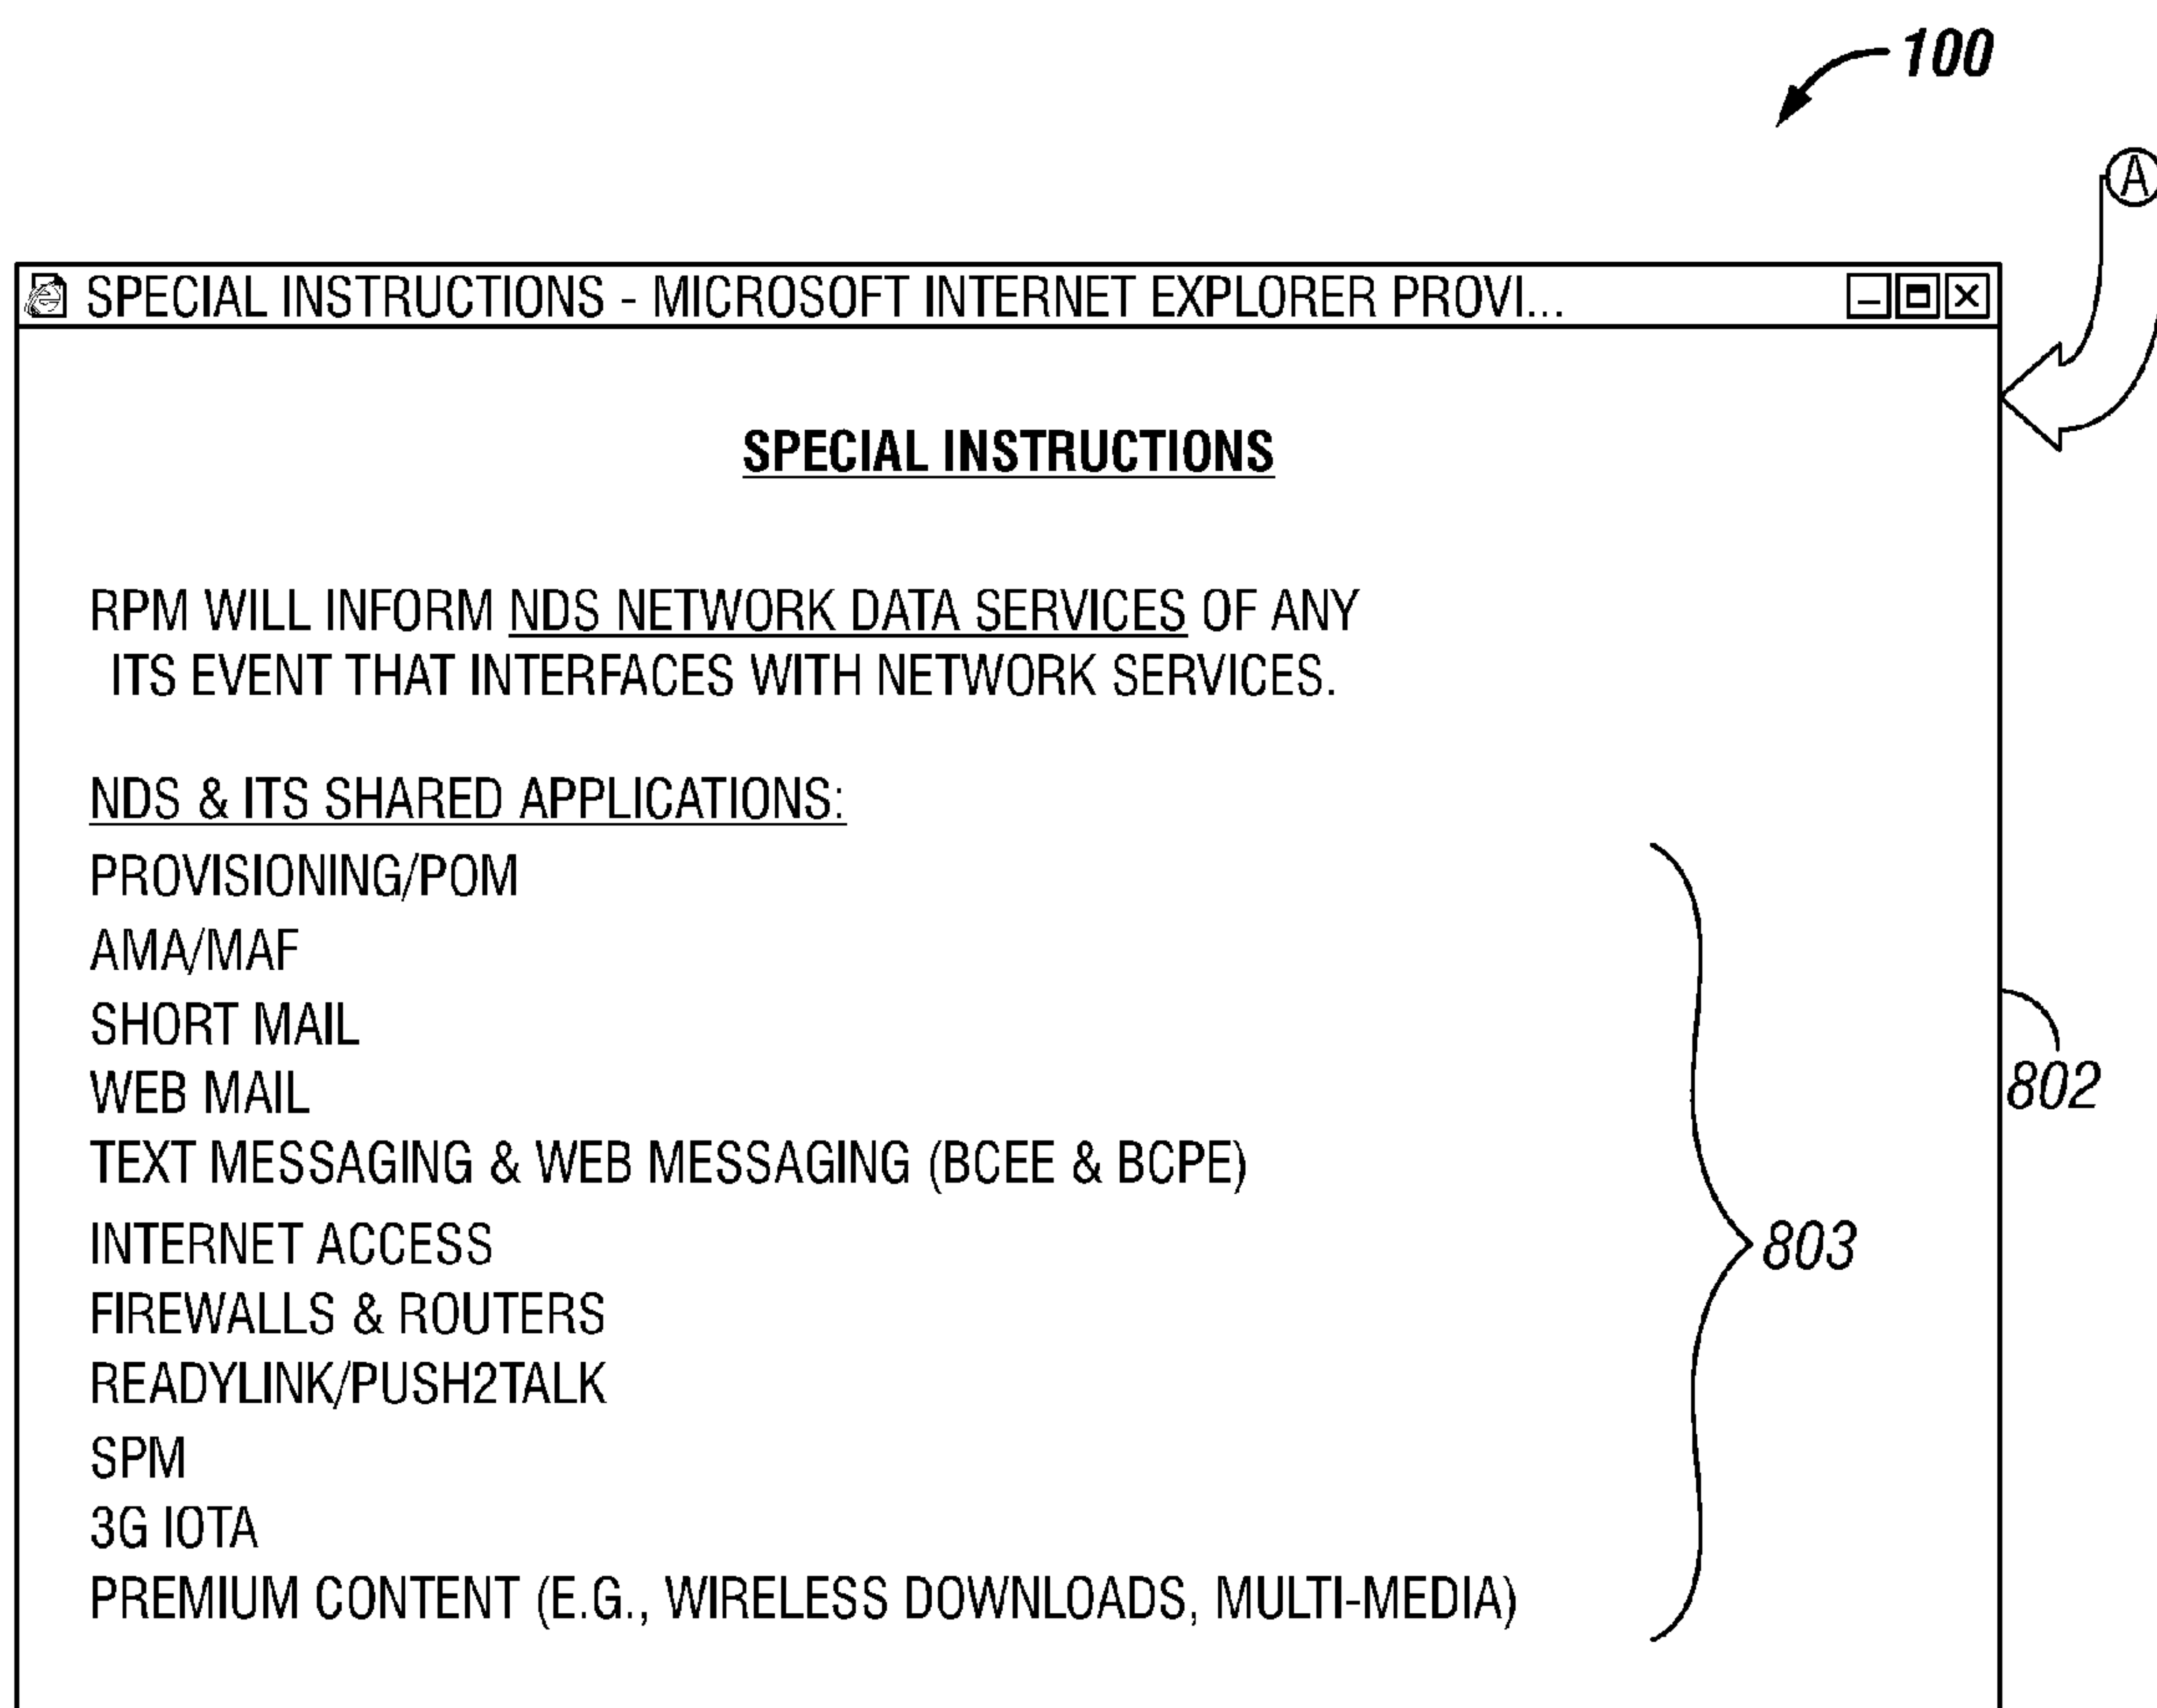 100
A
SPECIAL INSTRUCTIONS - MICROSOFT INTERNET EXPLORER PROVI...
SPECIAL INSTRUCTIONS
RPM WILL INFORM NDS NETWORK DATA SERVICES OF ANY
ITS EVENT THAT INTERFACES WITH NETWORK SERVICES.
NDS & ITS SHARED APPLICATIONS:
PROVISIONING/POM
AMA/MAF
SHORT MAIL
WEB MAIL
802
TEXT MESSAGING & WEB MESSAGING (BCEE & BCPE)
INTERNET ACCESS
803
FIREWALLS & ROUTERS
READYLINK/PUSH2TALK
SPM
3G IOTA
PREMIUM CONTENT (E.G., WIRELESS DOWNLOADS, MULTI-MEDIA)